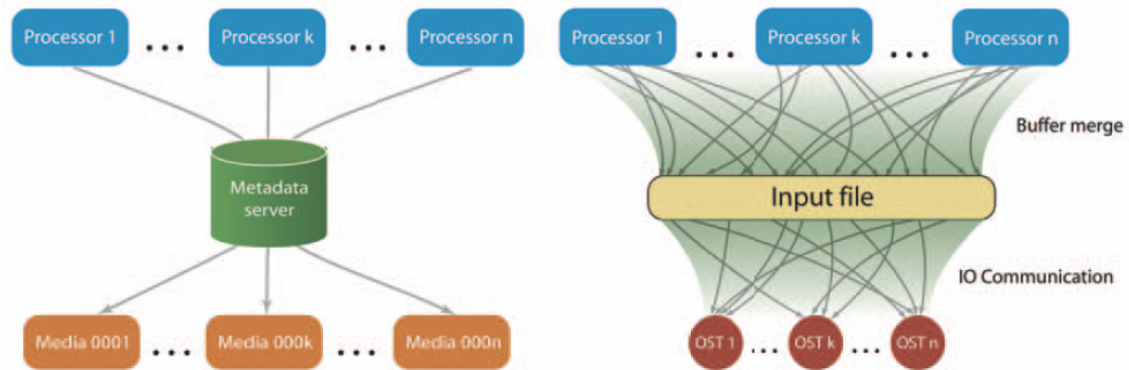 Processor 1 ... Processor k ... Processor n
Metadata
server
Media 0001 ... Media 000k ... Media 000n
Processor 1 ... Processor k ... Processor n
Buffer merge
Input file
IO Communication
OST 1 ... OST k ... OST n